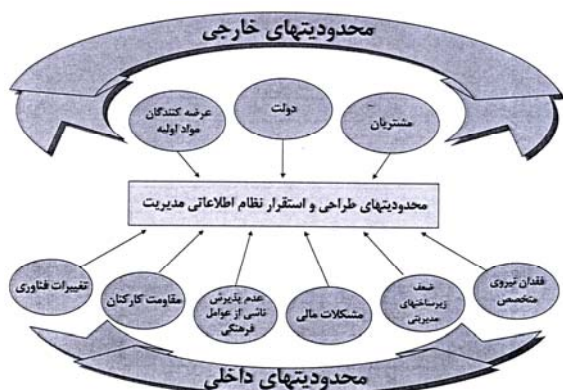 محدودیتهای خارجی
مشتریان
دولت
عرضه کنندگان
مواد اولیه
محدودیتهای طراحی و استقرار نظام اطلاعاتی مدیریت
فقدان نیروی
متخصص
ضعف
زیرساختهای
مدیریتی
مشکلات مالی
عدم پذیرش
ناشی از عوامل
فرهنگی
مقاومت کارکنان
تغییرات فناوری
محدودیتهای داخلی